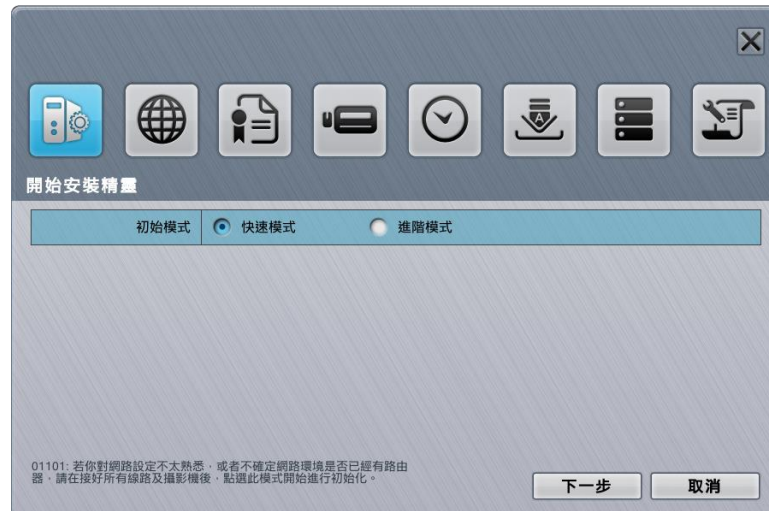 開始安裝精靈
初始模式 快速模式 進階模式
01101: 若你對網路設定不太熟悉，或者不確定網路環境是否已經有路由
器，請在接好所有線路及攝影機後，點選此模式開始進行初始化。
下一步 取消